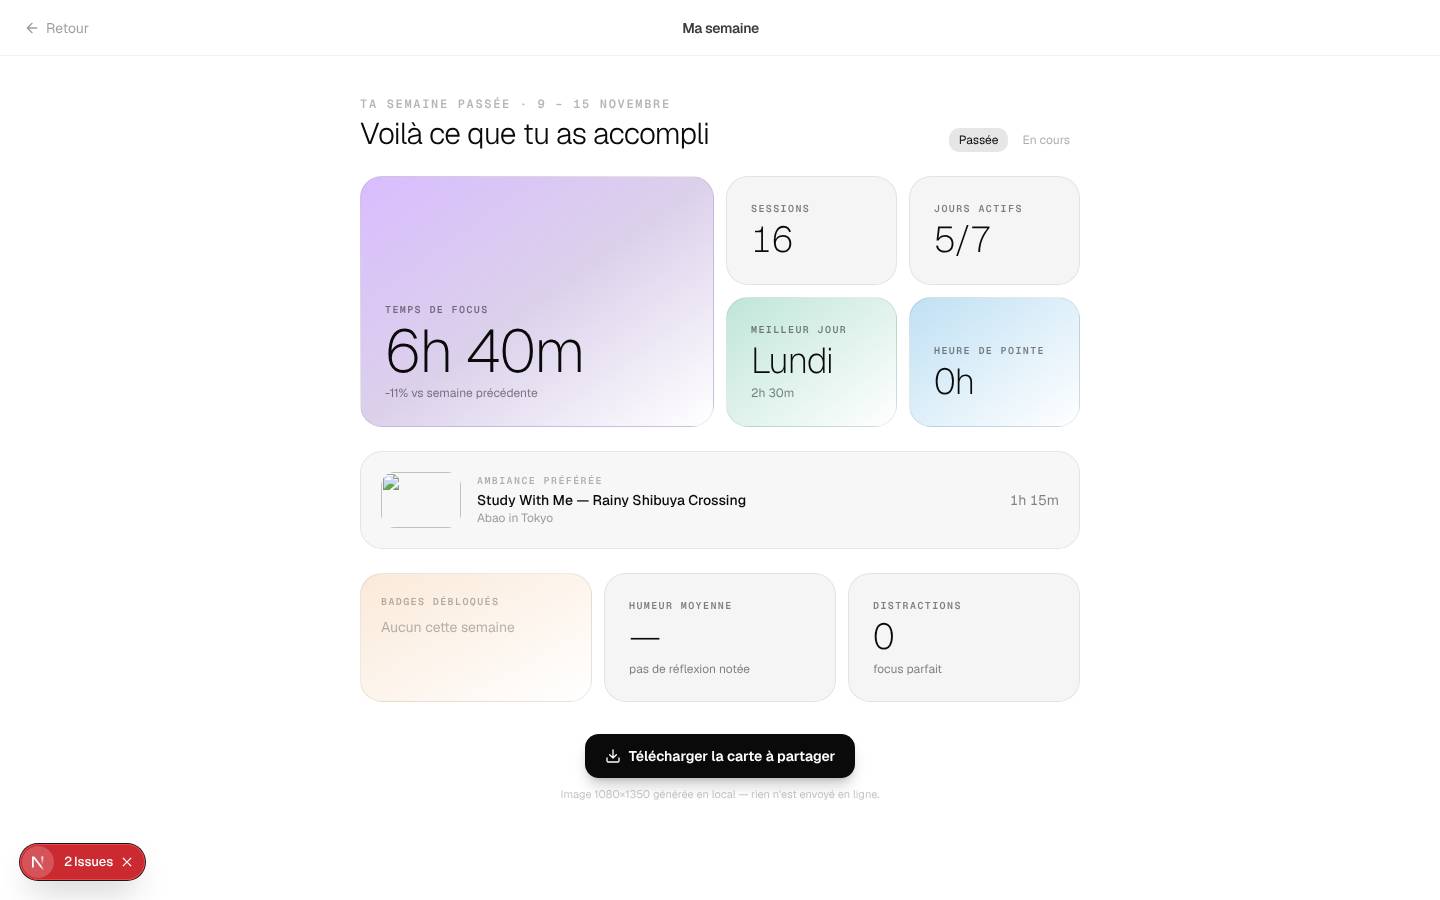 Retour
Ma semaine
TA SEMAINE PASSÉE · 9 – 15 NOVEMBRE
Voilà ce que tu as accompli
Passée
En cours
TEMPS DE FOCUS
6h 40m
-11% vs semaine précédente
SESSIONS
16
JOURS ACTIFS
5/7
MEILLEUR JOUR
Lundi
2h 30m
HEURE DE POINTE
0h
AMBIANCE PRÉFÉRÉE
Study With Me — Rainy Shibuya Crossing
Abao in Tokyo
1h 15m
BADGES DÉBLOQUÉS
Aucun cette semaine
HUMEUR MOYENNE
—
pas de réflexion notée
DISTRACTIONS
0
focus parfait
Télécharger la carte à partager
Image 1080×1350 générée en local — rien n'est envoyé en ligne.
N
2 Issues